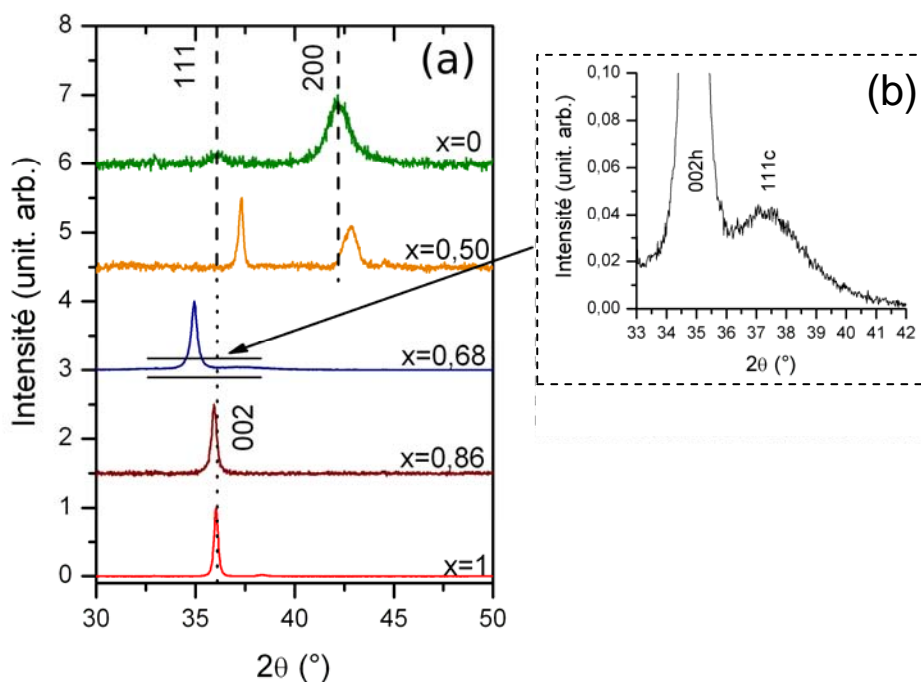 8
7
6
5
4
3
2
1
0
Intensité (unit. arb.)
111
200
(a)
x=0
x=0,50
x=0,68
002
x=0,86
x=1
30
35
40
45
50
2θ (°)
(b)
0,10
0,08
0,06
0,04
0,02
0,00
Intensité (unit. arb.)
002h
111c
33 34 35 36 37 38 39 40 41 42
2θ (°)